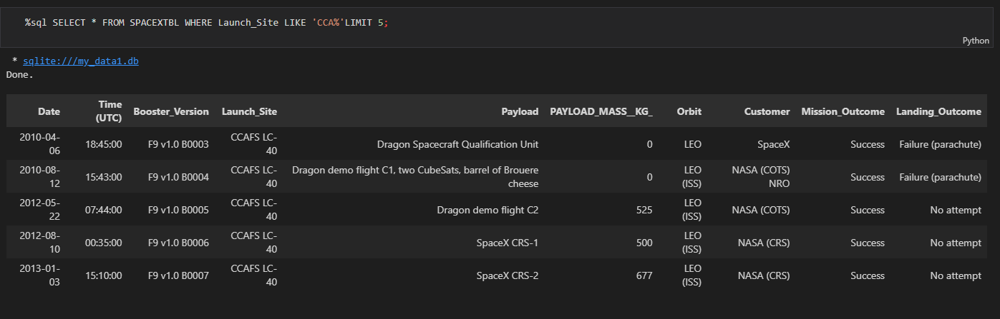 %sql SELECT * FROM SPACEXTBL WHERE Launch_Site LIKE 'CCA%'LIMIT 5;
Python
* sqlite:///my_data1.db
Done.
Date Time (UTC) Booster_Version Launch_Site Payload PAYLOAD_MASS__KG_ Orbit Customer Mission_Outcome Landing_Outcome
2010-04-06 18:45:00 F9 v1.0 B0003 CCAFS LC-40 Dragon Spacecraft Qualification Unit 0 LEO SpaceX Success Failure (parachute)
2010-08-12 15:43:00 F9 v1.0 B0004 CCAFS LC-40 Dragon demo flight C1, two CubeSats, barrel of Brouere cheese 0 LEO (ISS) NASA (COTS) NRO Success Failure (parachute)
2012-05-22 07:44:00 F9 v1.0 B0005 CCAFS LC-40 Dragon demo flight C2 525 LEO (ISS) NASA (COTS) Success No attempt
2012-08-10 00:35:00 F9 v1.0 B0006 CCAFS LC-40 SpaceX CRS-1 500 LEO (ISS) NASA (CRS) Success No attempt
2013-01-03 15:10:00 F9 v1.0 B0007 CCAFS LC-40 SpaceX CRS-2 677 LEO (ISS) NASA (CRS) Success No attempt